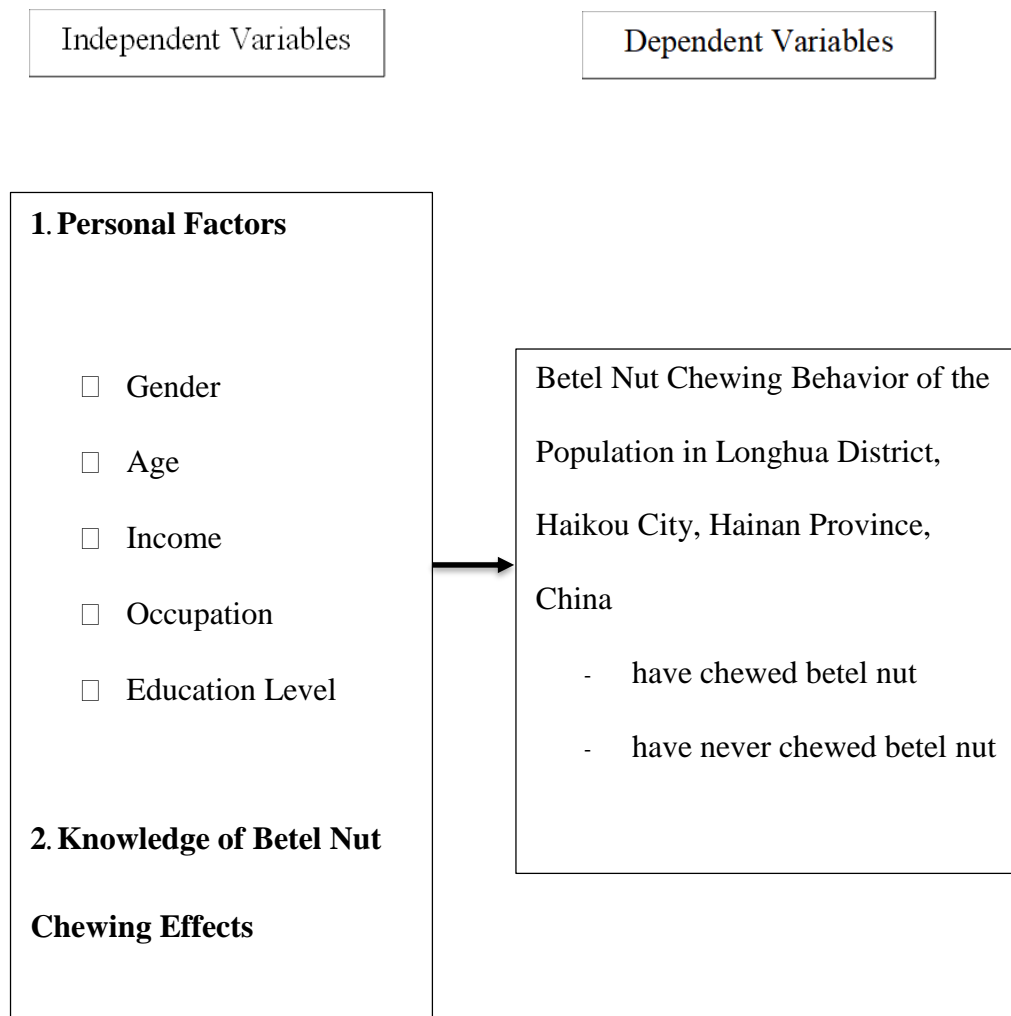 Independent Variables
Dependent Variables
1. Personal Factors
□ Gender
□ Age
□ Income
□ Occupation
□ Education Level
2. Knowledge of Betel Nut
Chewing Effects
Betel Nut Chewing Behavior of the
Population in Longhua District,
Haikou City, Hainan Province,
China
- have chewed betel nut
- have never chewed betel nut